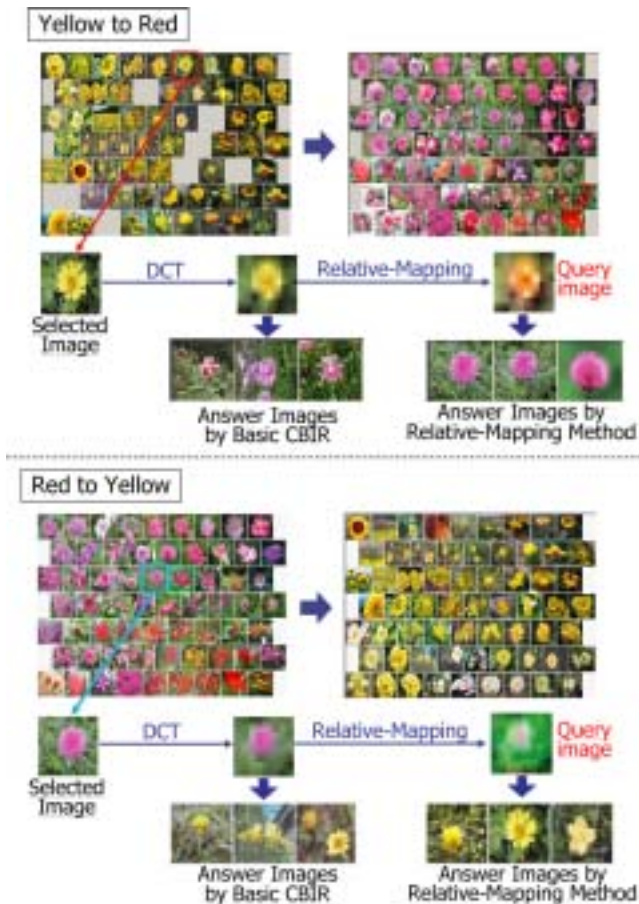 Yellow to Red
DCT
Relative-Mapping
Query
image
Selected
Image
Answer Images
by Basic CBIR
Answer Images by
Relative-Mapping Method
Red to Yellow
DCT
Relative-Mapping
Query
image
Selected
Image
Answer Images
by Basic CBIR
Answer Images by
Relative-Mapping Method